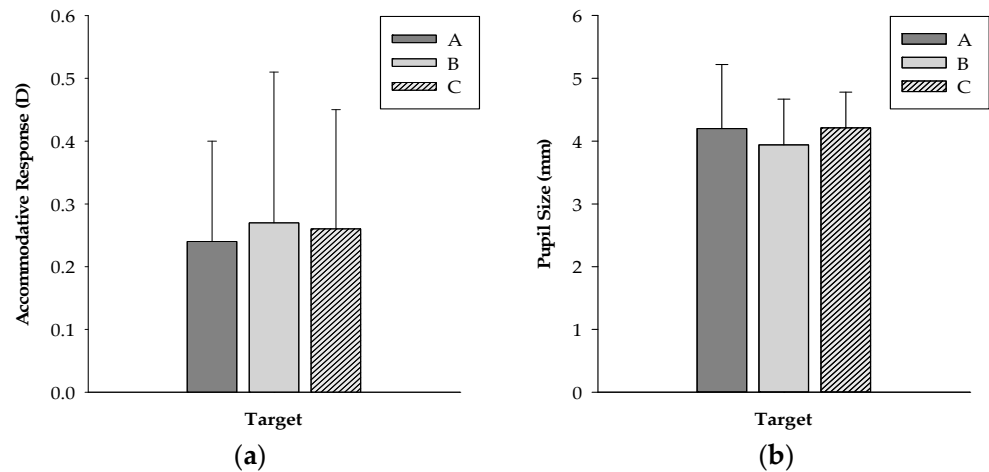 Accommodative Response (D)
0.6
0.5
0.4
0.3
0.2
0.1
0.0
A
B
C
Target
(a)
Pupil Size (mm)
6
5
4
3
2
1
0
A
B
C
Target
(b)